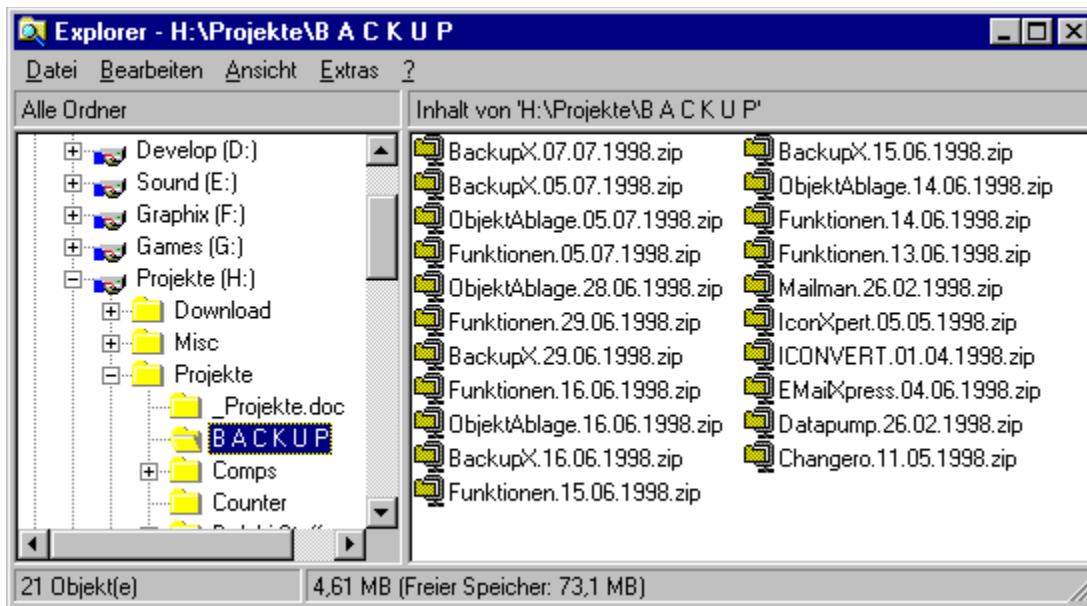 Explorer - H:\Projekte\B A C K U P
Datei Bearbeiten Ansicht Extras ?
Alle Ordner
Inhalt von 'H:\Projekte\B A C K U P'
Develop (D:)
Sound (E:)
Graphix (F:)
Games (G:)
Projekte (H:)
Download
Misc
Projekte
_Projekte.doc
B A C K U P
Comps
Counter
BackupX.07.07.1998.zip
BackupX.05.07.1998.zip
ObjektAblage.05.07.1998.zip
Funktionen.05.07.1998.zip
ObjektAblage.28.06.1998.zip
Funktionen.29.06.1998.zip
BackupX.29.06.1998.zip
Funktionen.16.06.1998.zip
ObjektAblage.16.06.1998.zip
BackupX.16.06.1998.zip
Funktionen.15.06.1998.zip
BackupX.15.06.1998.zip
ObjektAblage.14.06.1998.zip
Funktionen.14.06.1998.zip
Funktionen.13.06.1998.zip
Mailman.26.02.1998.zip
IconXpert.05.05.1998.zip
ICONVERT.01.04.1998.zip
EMailXpress.04.06.1998.zip
Datapump.26.02.1998.zip
Changero.11.05.1998.zip
21 Objekt(e)
4,61 MB (Freier Speicher: 73,1 MB)